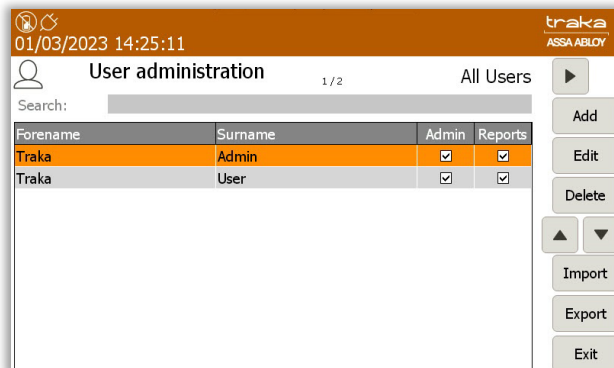 traka
01/03/2023 14:25:11
ASSA ABLOY
User administration 1/2 All Users
Search:
Add
Forename Surname Admin Reports
Traka Admin
Edit
Traka User
Delete
Import
Export
Exit